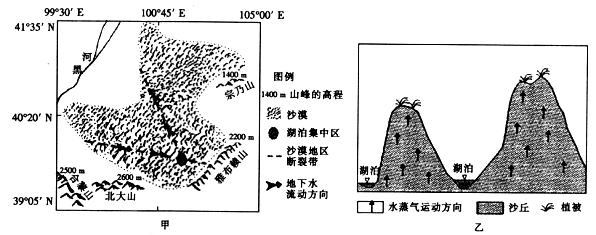 99°30′ E
100°45′ E
105°00′ E
41°35′ N
40°20′ N
39°05′ N
黑
河
1400 m
宗乃山
2200 m
雅布赖山
2500 m
2600 m
北大山
甲
图例
1400 m 山峰的高程
沙漠
湖泊集中区
沙漠地区
断裂带
地下水
流动方向
湖泊
湖泊
水蒸气运动方向
沙丘
植被
乙